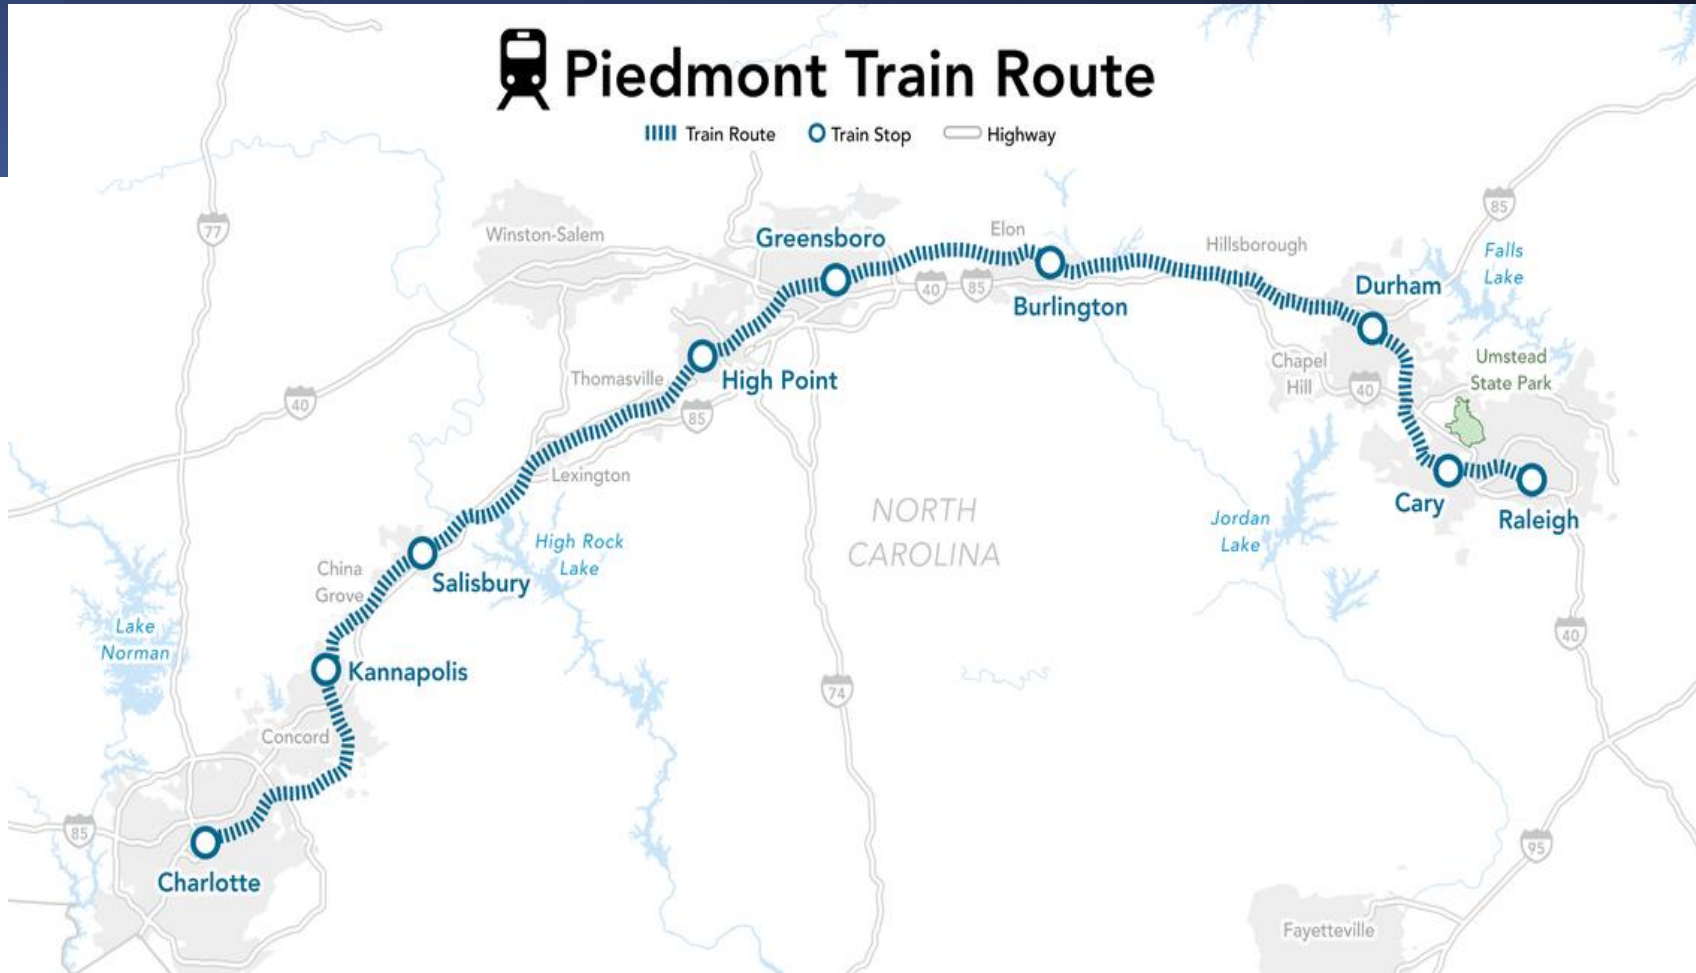 Piedmont Train Route
Train Route
Train Stop
Highway
77
Winston-Salem
Greensboro
Elon
Hillsborough
85
Falls
Lake
40
85
Burlington
Durham
Umstead
State Park
Chapel
Hill
40
Thomasville
High Point
40
85
Lexington
NORTH
CAROLINA
Cary
Raleigh
Jordan
Lake
High Rock
Lake
China
Grove
Salisbury
Lake
Norman
Kannapolis
40
74
Concord
85
Charlotte
95
Fayetteville